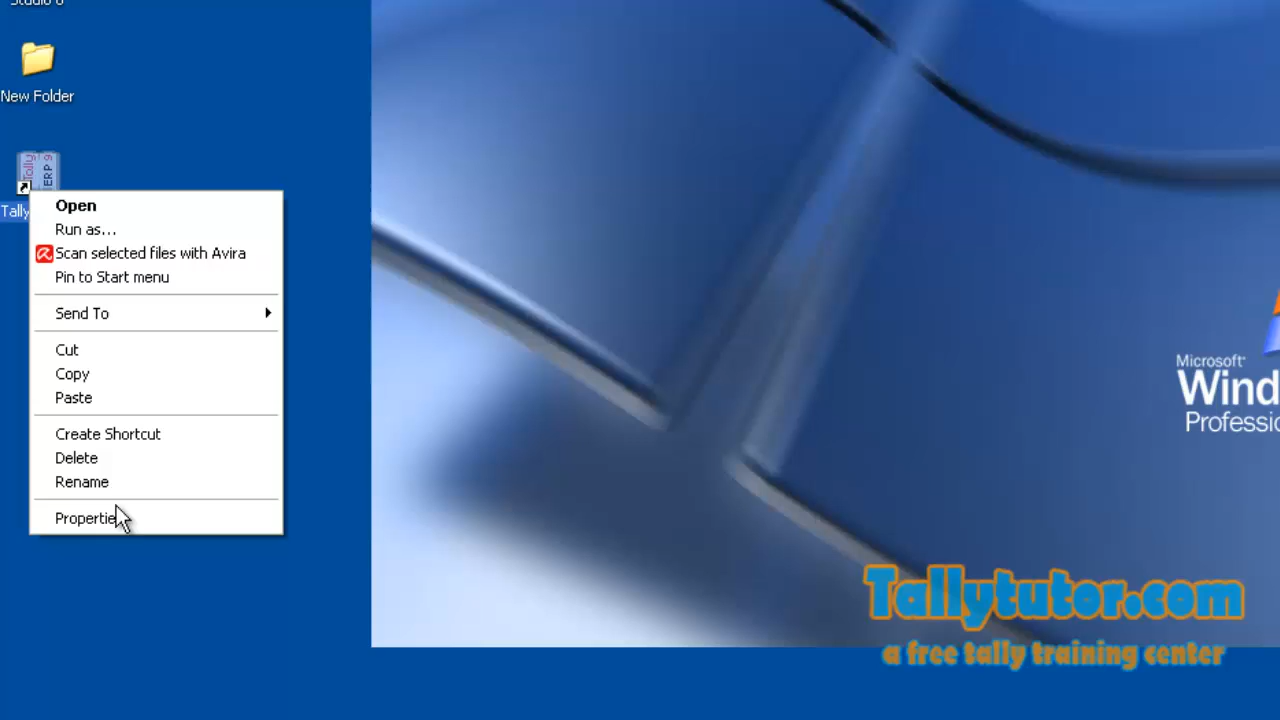 Studio 8
New Folder
Tally
ERP 9
Tally
Open
Run as...
Scan selected files with Avira
Pin to Start menu
Send To
Cut
Copy
Paste
Create Shortcut
Delete
Rename
Propertie
Microsoft
Wind
Professio
Tallytutor.com
a free tally training center